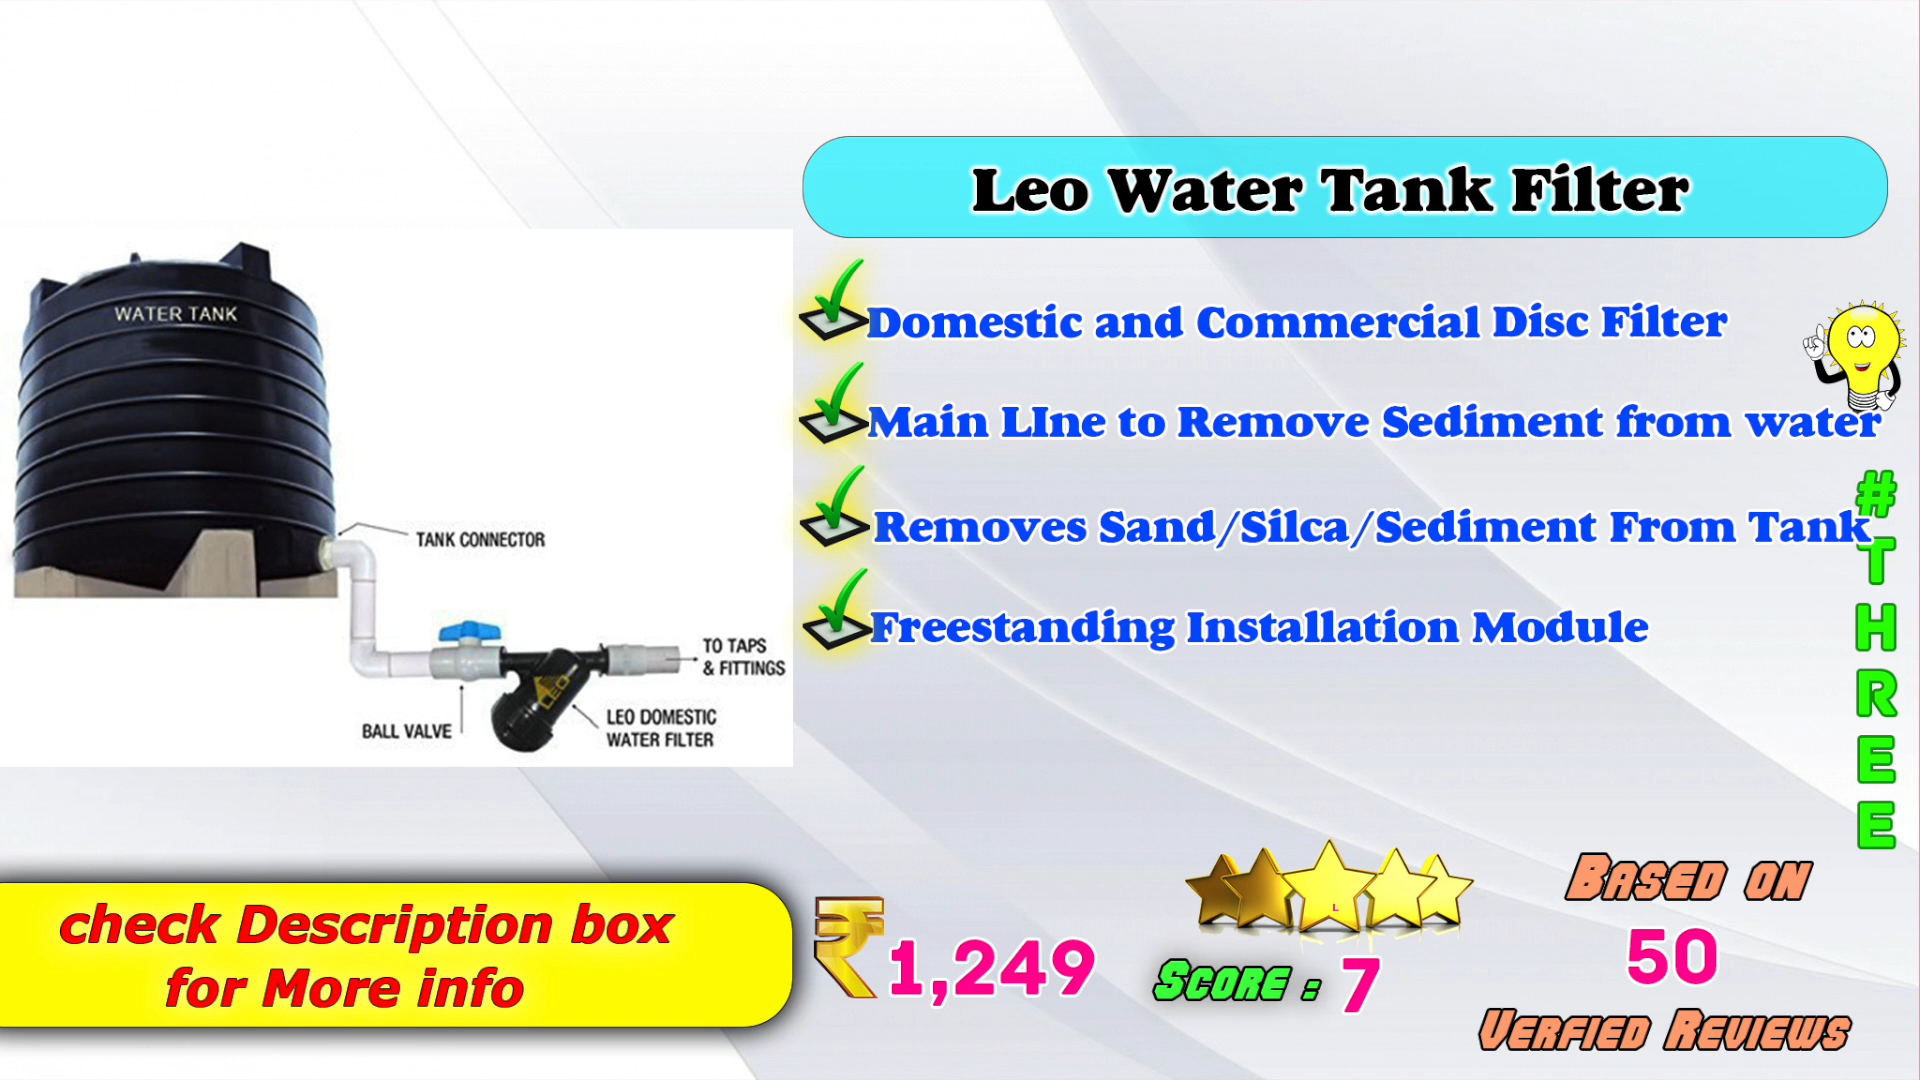 Leo Water Tank Filter
Domestic and Commercial Disc Filter
Main LIne to Remove Sediment from water
Removes Sand/Silca/Sediment From Tank
Freestanding Installation Module
#THREE
WATER TANK
TANK CONNECTOR
TO TAPS
& FITTINGS
BALL VALVE
LEO
LEO DOMESTIC
WATER FILTER
check Description box
for More info
₹1,249
L
Score : 7
Based on
50
Verfied Reviews